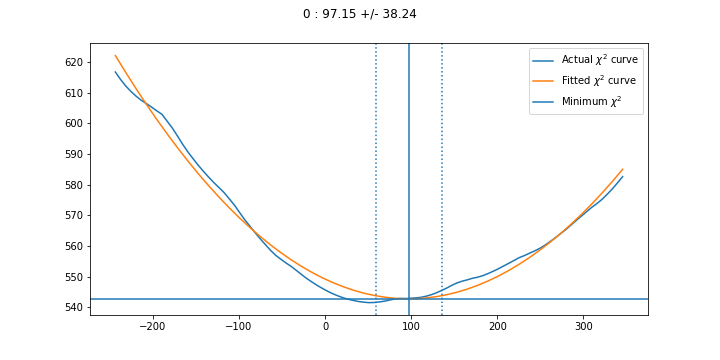 0 : 97.15 +/- 38.24
Actual χ² curve
Fitted χ² curve
Minimum χ²
620
610
600
590
580
570
560
550
540
−200 −100 0 100 200 300